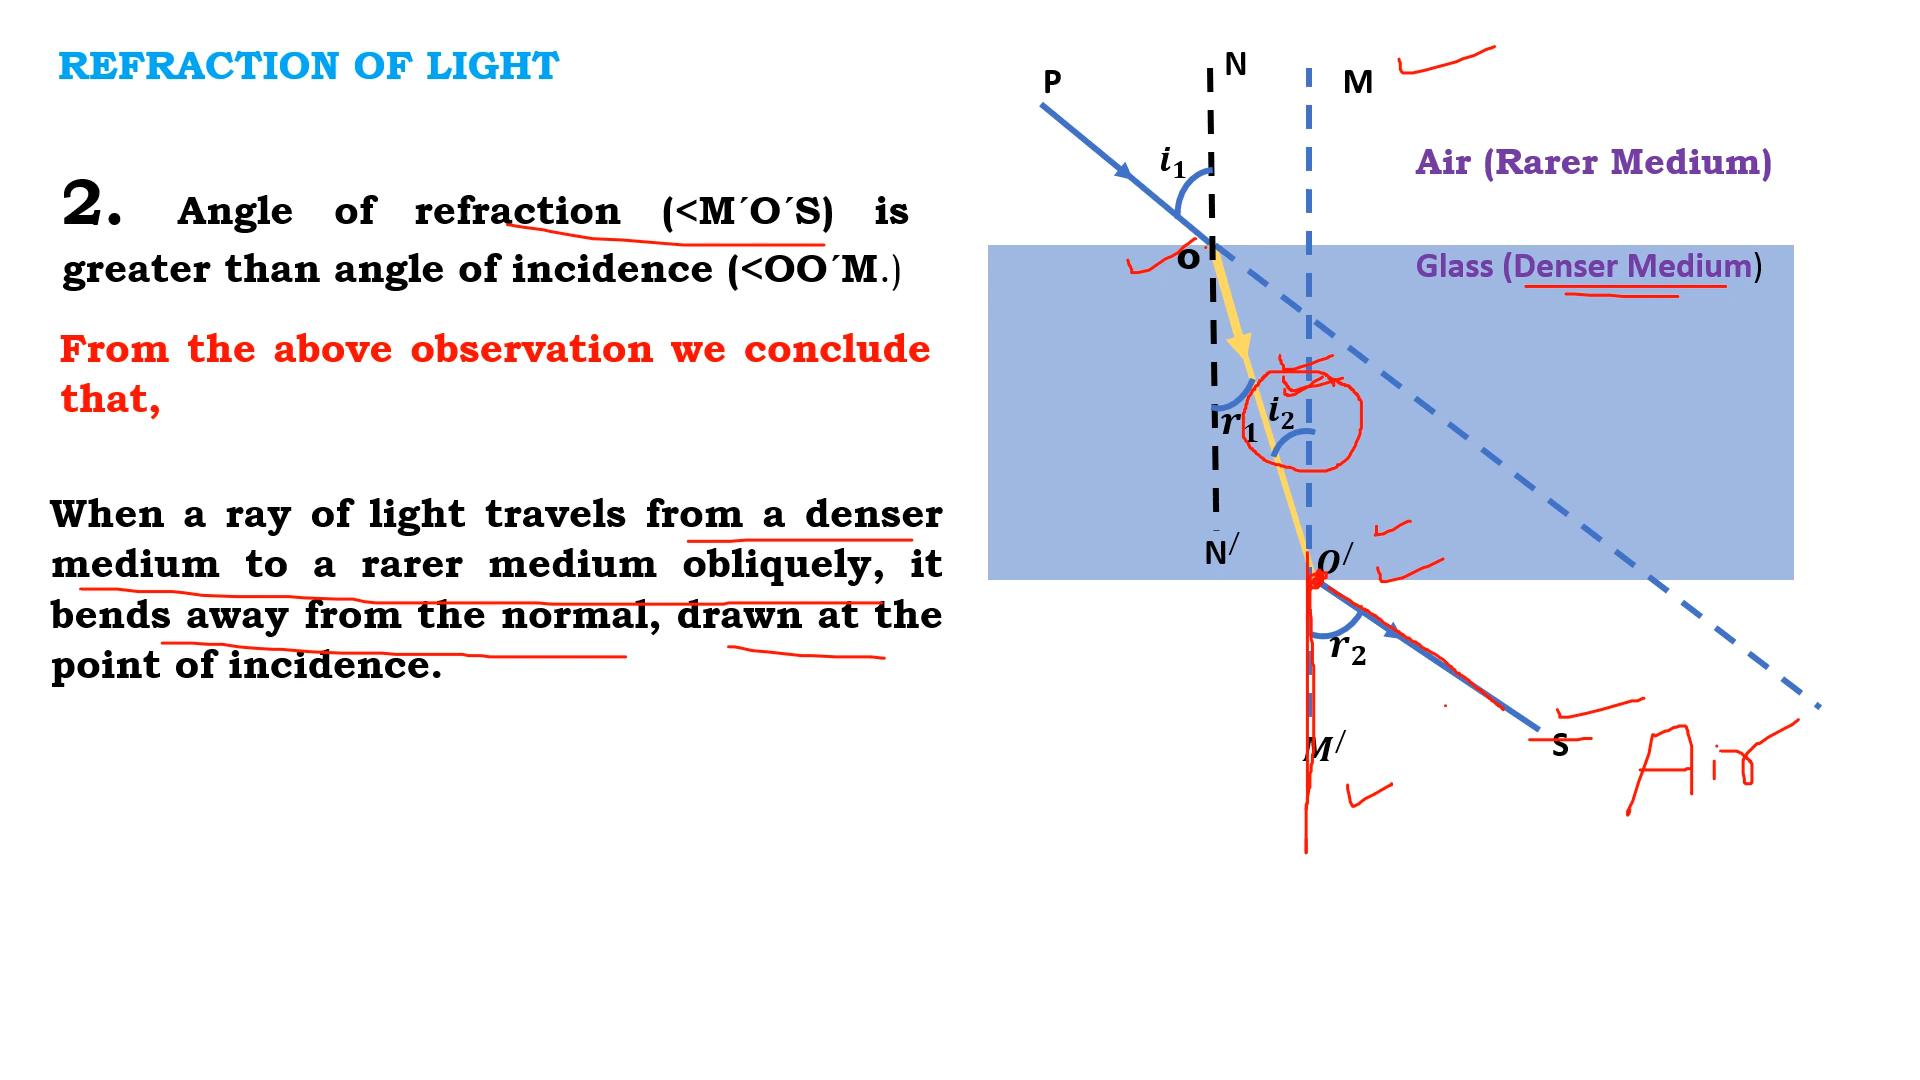 REFRACTION OF LIGHT
2. Angle of refraction (<M´O´S) is
greater than angle of incidence (<OO´M.)
From the above observation we conclude
that,
When a ray of light travels from a denser
medium to a rarer medium obliquely, it
bends away from the normal, drawn at the
point of incidence.
P
N
M
i₁
Air (Rarer Medium)
O
Glass (Denser Medium)
r₁
i₂
N/
O/
r₂
M/
S
Air